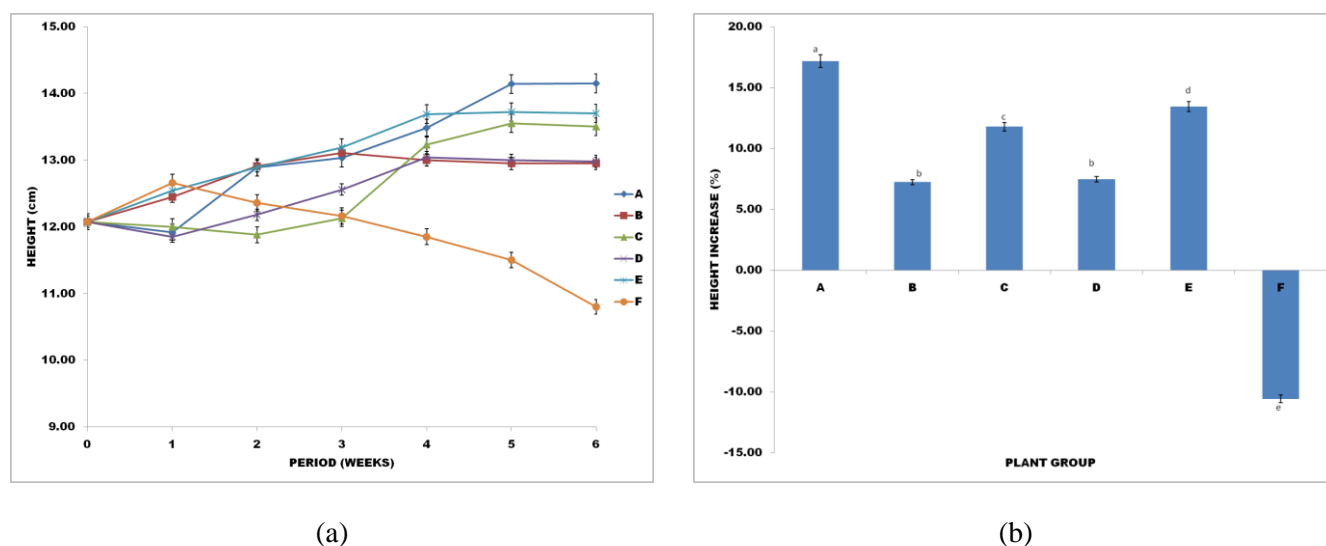 15.00
14.00
13.00
12.00
11.00
10.00
9.00
HEIGHT (cm)
0 1 2 3 4 5 6
PERIOD (WEEKS)
A
B
C
D
E
F
(a)
20.00
15.00
10.00
5.00
0.00
-5.00
-10.00
-15.00
HEIGHT INCREASE (%)
a
b
c
b
d
e
A B C D E F
PLANT GROUP
(b)